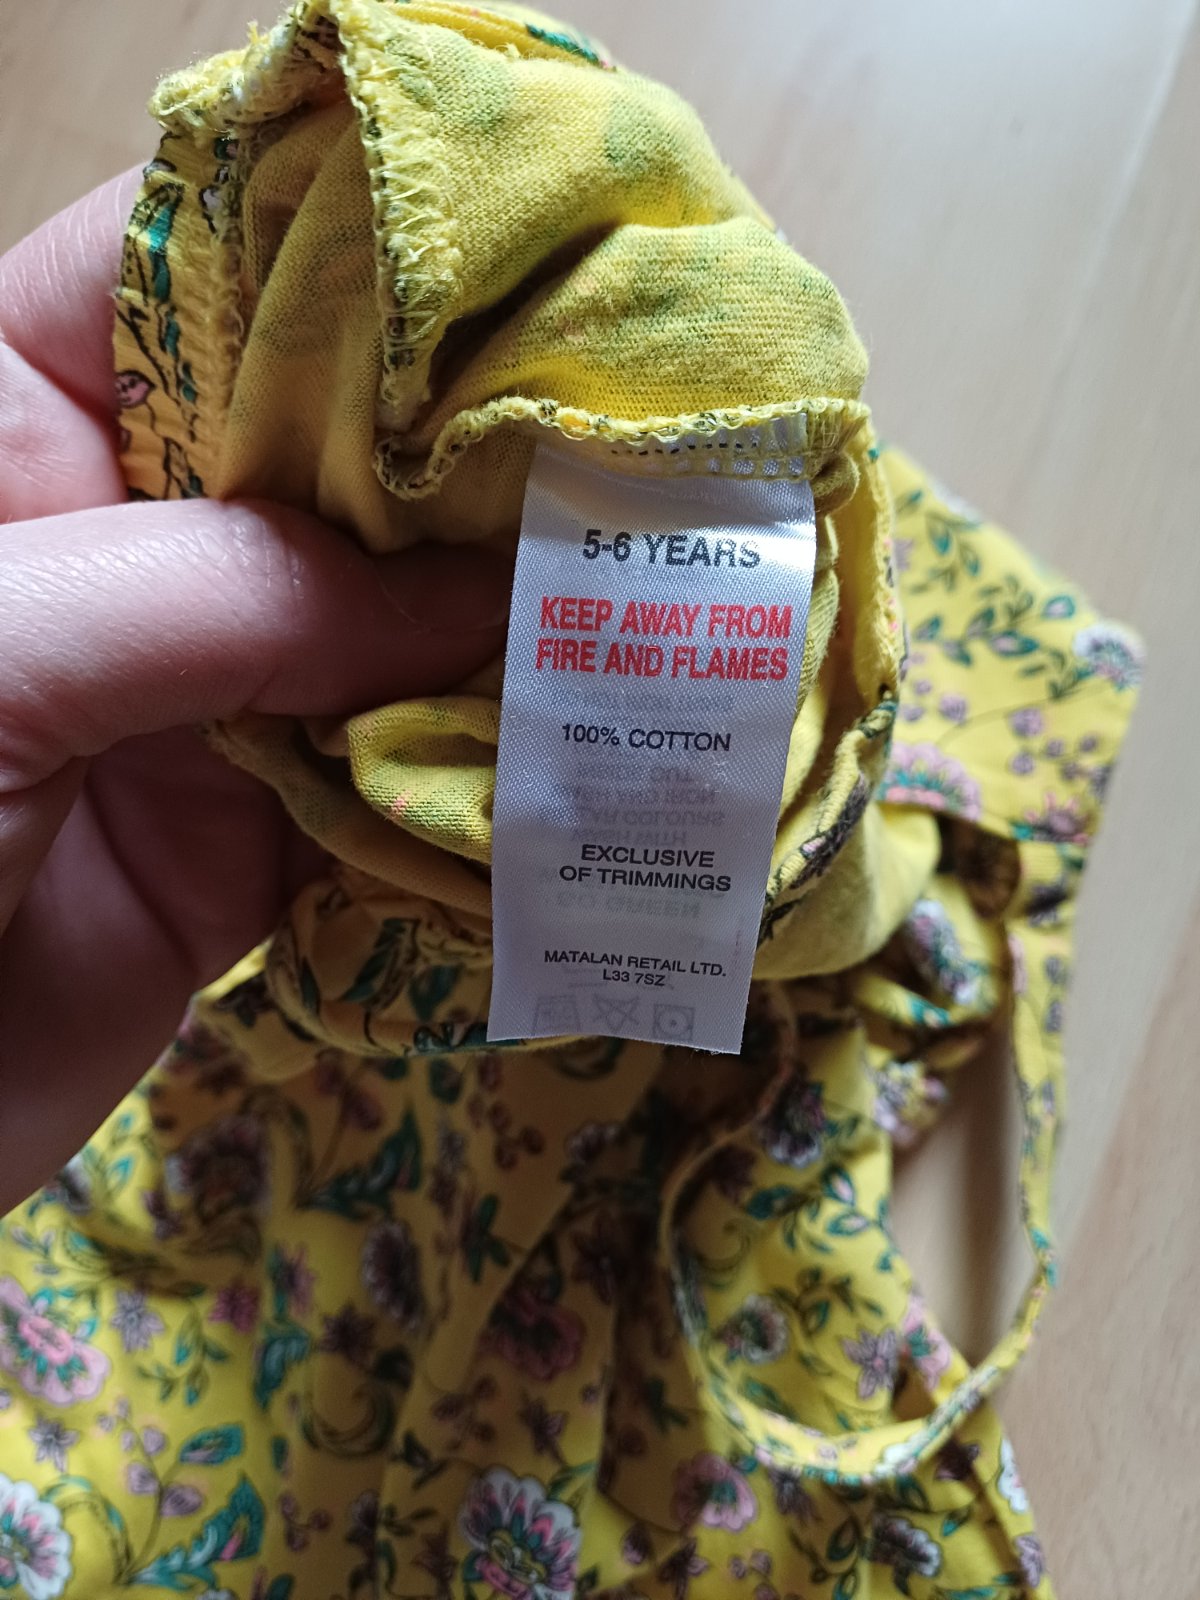 5-6 YEARS
KEEP AWAY FROM
FIRE AND FLAMES
100% COTTON
EXCLUSIVE
OF TRIMMINGS
MATALAN RETAIL LTD.
L33 7SZ